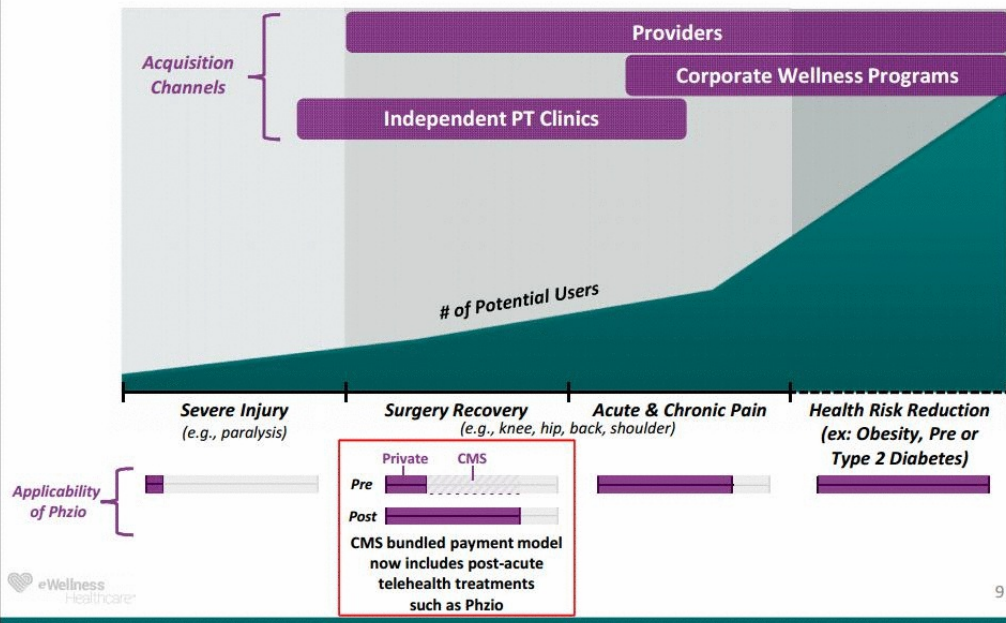 Acquisition
Channels
Providers
Corporate Wellness Programs
Independent PT Clinics
# of Potential Users
Severe Injury
(e.g., paralysis)
Surgery Recovery
Acute & Chronic Pain
(e.g., knee, hip, back, shoulder)
Health Risk Reduction
(ex: Obesity, Pre or
Type 2 Diabetes)
Applicability
of Phzio
Private
CMS
Pre
Post
CMS bundled payment model
now includes post-acute
telehealth treatments
such as Phzio
eWellness
Healthcare
9